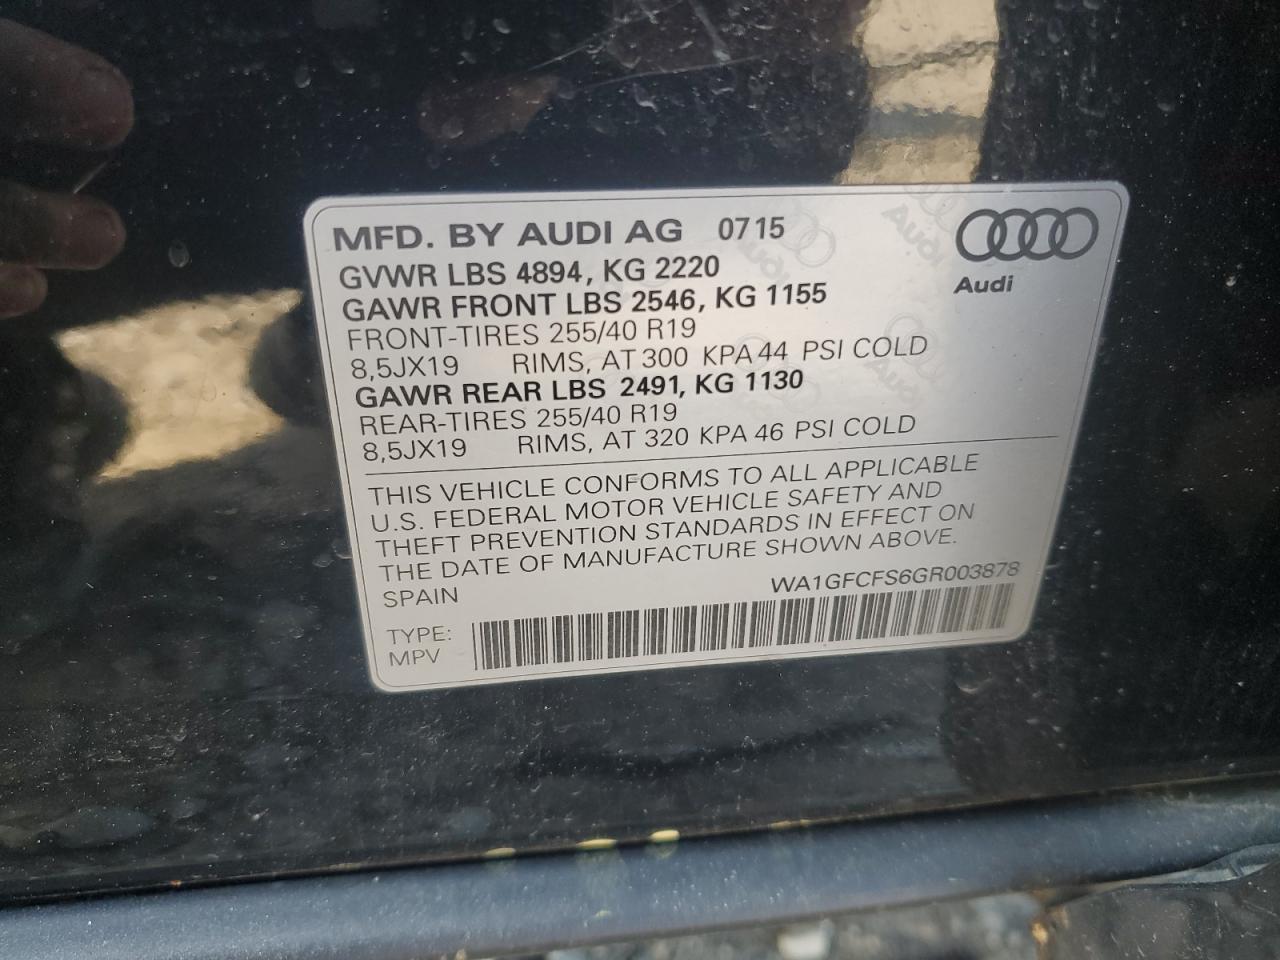 MFD. BY AUDI AG 0715
GVWR LBS 4894, KG 2220
GAWR FRONT LBS 2546, KG 1155
FRONT-TIRES 255/40 R19
8,5JX19 RIMS, AT 300 KPA 44 PSI COLD
GAWR REAR LBS 2491, KG 1130
REAR-TIRES 255/40 R19
8,5JX19 RIMS, AT 320 KPA 46 PSI COLD
Audi
THIS VEHICLE CONFORMS TO ALL APPLICABLE
U.S. FEDERAL MOTOR VEHICLE SAFETY AND
THEFT PREVENTION STANDARDS IN EFFECT ON
THE DATE OF MANUFACTURE SHOWN ABOVE.
SPAIN
WA1GFCFS6GR003878
TYPE:
MPV